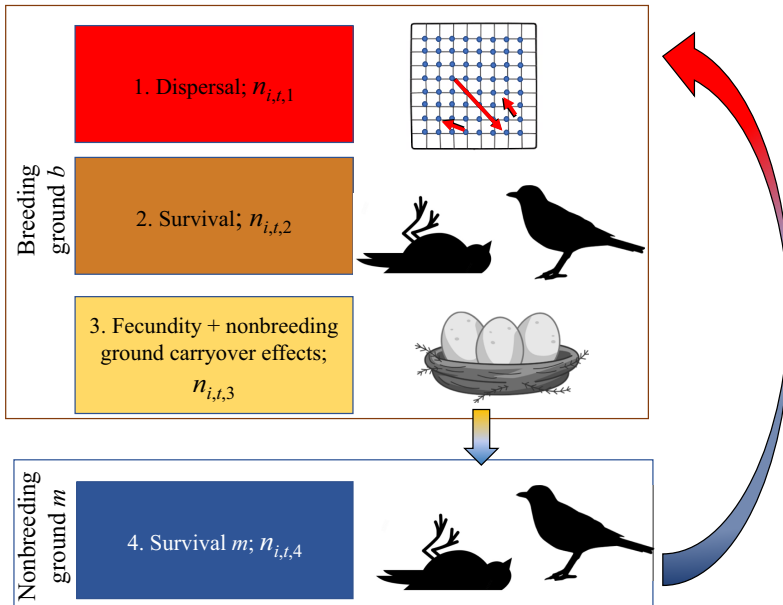 Breeding
ground b
1. Dispersal; n_{i,t,1}
2. Survival; n_{i,t,2}
3. Fecundity + nonbreeding
ground carryover effects;
n_{i,t,3}
Nonbreeding
ground m
4. Survival m; n_{i,t,4}